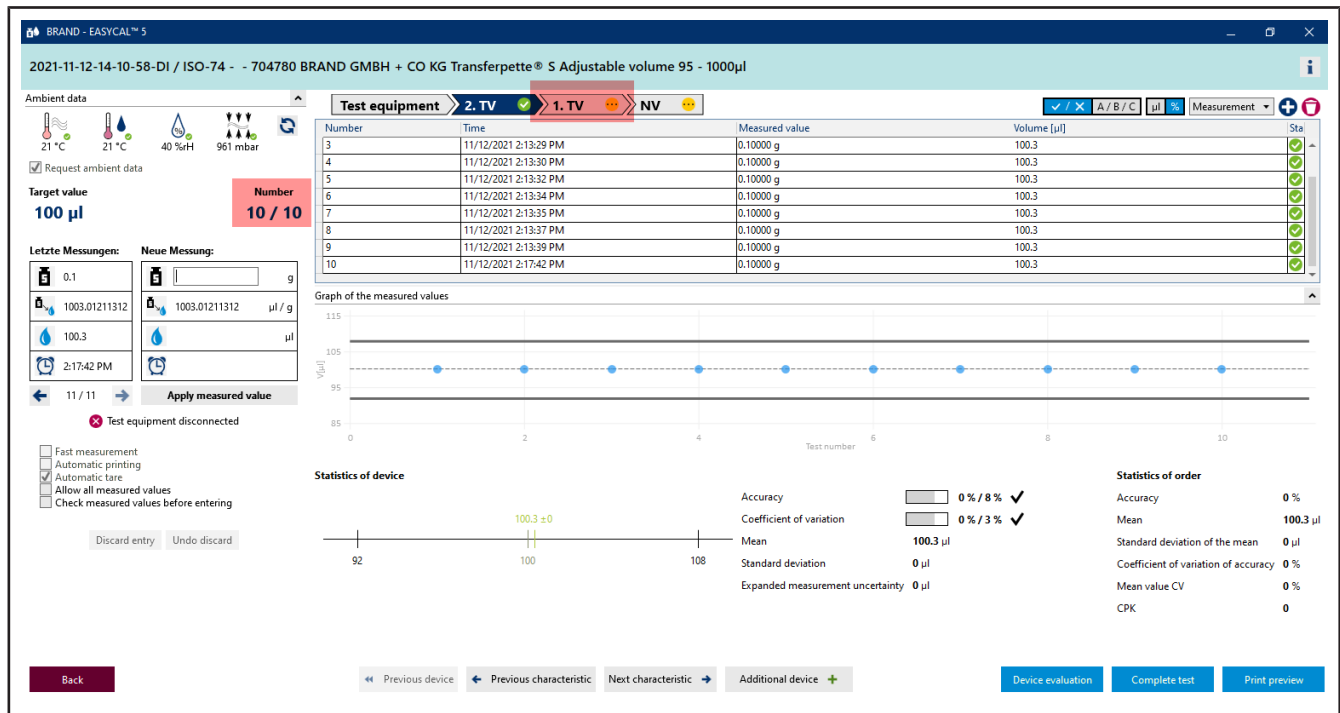 BRAND - EASYCAL™ 5
2021-11-12-14-10-58-DI / ISO-74 - - 704780 BRAND GMBH + CO KG Transferpette® S Adjustable volume 95 - 1000µl
Ambient data
21 °C 21 °C 40 %rH 961 mbar
Request ambient data
Target value Number
100 µl 10 / 10
Letzte Messungen: Neue Messung:
0.1 g
1003.01211312 1003.01211312 µl / g
100.3 µl
2:17:42 PM
11 / 11 Apply measured value
Test equipment disconnected
Fast measurement
Automatic printing
Automatic tare
Allow all measured values
Check measured values before entering
Discard entry Undo discard
Test equipment 2. TV 1. TV NV
✓ / X A / B / C µl % Measurement
Number Time Measured value Volume [µl] Sta
3 11/12/2021 2:13:29 PM 0.10000 g 100.3
4 11/12/2021 2:13:30 PM 0.10000 g 100.3
5 11/12/2021 2:13:32 PM 0.10000 g 100.3
6 11/12/2021 2:13:34 PM 0.10000 g 100.3
7 11/12/2021 2:13:35 PM 0.10000 g 100.3
8 11/12/2021 2:13:37 PM 0.10000 g 100.3
9 11/12/2021 2:13:39 PM 0.10000 g 100.3
10 11/12/2021 2:17:42 PM 0.10000 g 100.3
Graph of the measured values
115
105
95
85
V[µl]
0 2 4 6 8 10
Test number
Statistics of device
100.3 ±0
92 100 108
Accuracy 0 % / 8 %
Coefficient of variation 0 % / 3 %
Mean 100.3 µl
Standard deviation 0 µl
Expanded measurement uncertainty 0 µl
Statistics of order
Accuracy 0 %
Mean 100.3 µl
Standard deviation of the mean 0 µl
Coefficient of variation of accuracy 0 %
Mean value CV 0 %
CPK 0
Back Previous device Previous characteristic Next characteristic Additional device Device evaluation Complete test Print preview